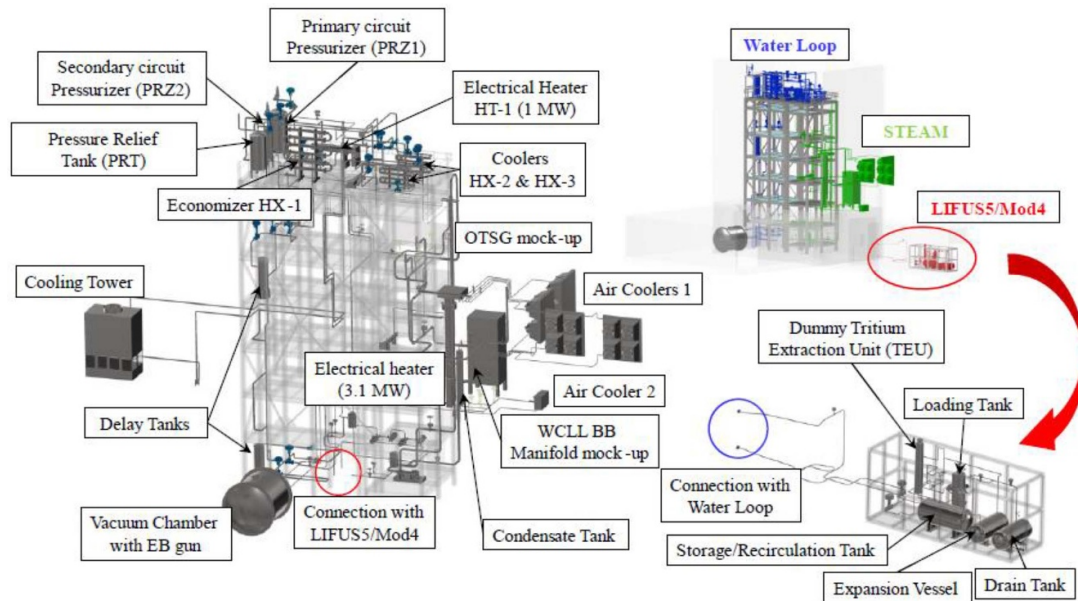 Primary circuit
Pressurizer (PRZ1)
Secondary circuit
Pressurizer (PRZ2)
Electrical Heater
HT-1 (1 MW)
Pressure Relief
Tank (PRT)
Coolers
HX-2 & HX-3
Economizer HX-1
OTSG mock-up
Cooling Tower
Air Coolers 1
Electrical heater
(3.1 MW)
Air Cooler 2
Delay Tanks
WCLL BB
Manifold mock-up
Vacuum Chamber
with EB gun
Connection with
LIFUS5/Mod4
Condensate Tank
Water Loop
STEAM
LIFUS5/Mod4
Dummy Tritium
Extraction Unit (TEU)
Loading Tank
Connection with
Water Loop
Storage/Recirculation Tank
Expansion Vessel
Drain Tank